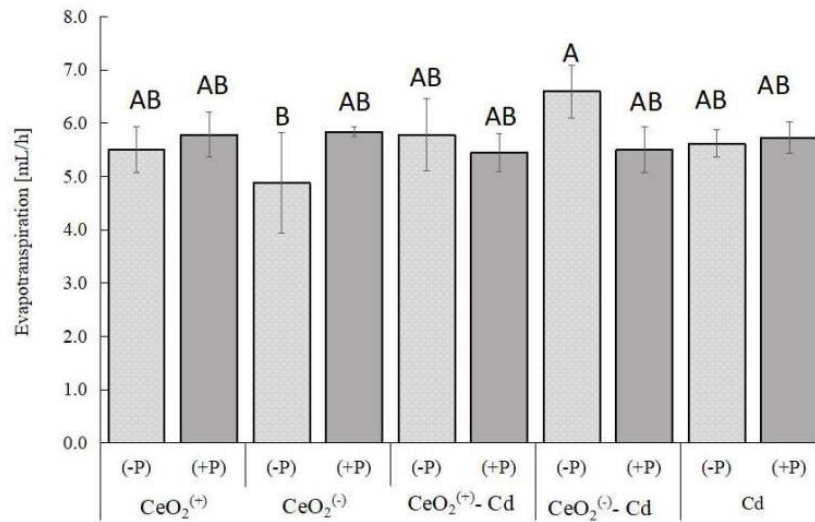 8.0
7.0
6.0
5.0
4.0
3.0
2.0
1.0
0.0
Evapotranspiration [mL/h]
AB AB B AB AB AB A AB AB AB
(-P) (+P) (-P) (+P) (-P) (+P) (-P) (+P) (-P) (+P)
CeO₂⁽⁺⁾ CeO₂⁽⁻⁾ CeO₂⁽⁺⁾- Cd CeO₂⁽⁻⁾- Cd Cd